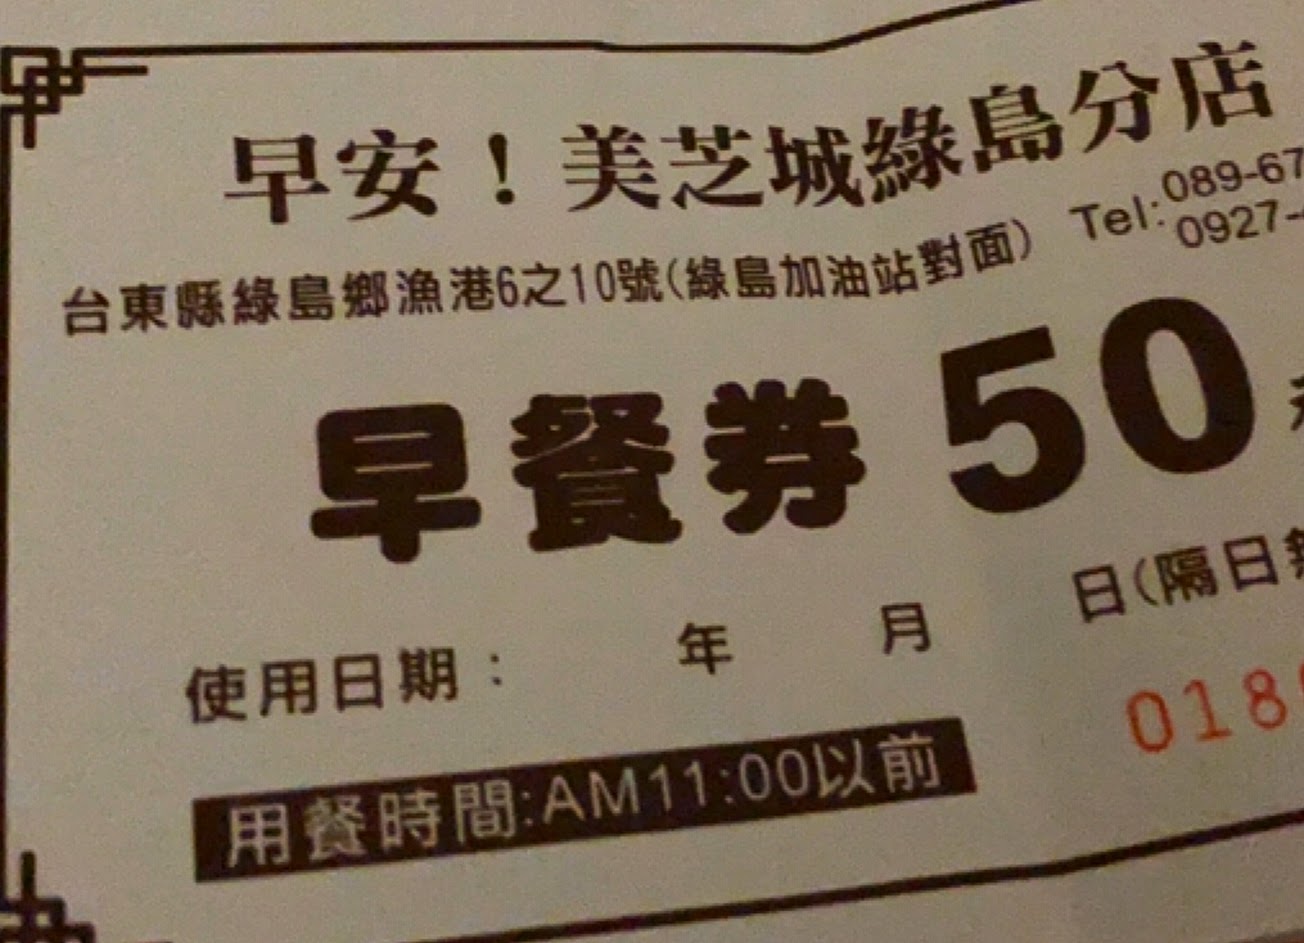 早安！美芝城綠島分店
台東縣綠島鄉漁港6之10號(綠島加油站對面)
Tel:089-67
0927-
早餐券 50
使用日期： 年 月 日(隔日
018
用餐時間:AM11:00以前